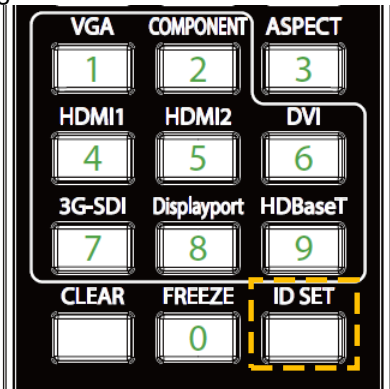 VGA COMPONENT ASPECT
1 2 3
HDMI1 HDMI2 DVI
4 5 6
3G-SDI Displayport HDBaseT
7 8 9
CLEAR FREEZE ID SET
0